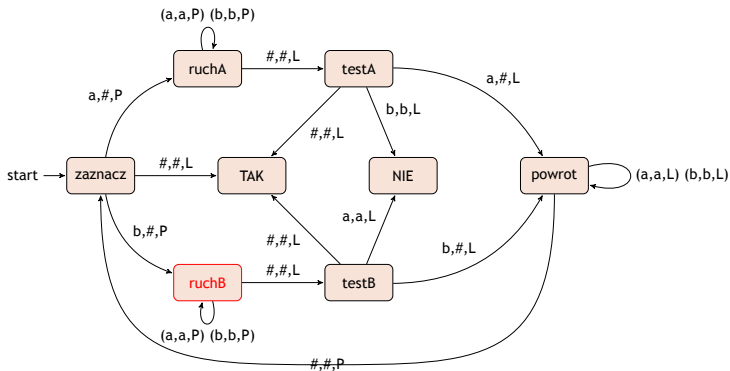 (a,a,P) (b,b,P)
ruchA
#,#,L
testA
a,#,P
a,#,L
b,b,L
#,#,L
start
zaznacz
#,#,L
TAK
NIE
powrot
(a,a,L) (b,b,L)
a,a,L
b,#,P
#,#,L
b,#,L
ruchB
#,#,L
testB
(a,a,P) (b,b,P)
#,#,P